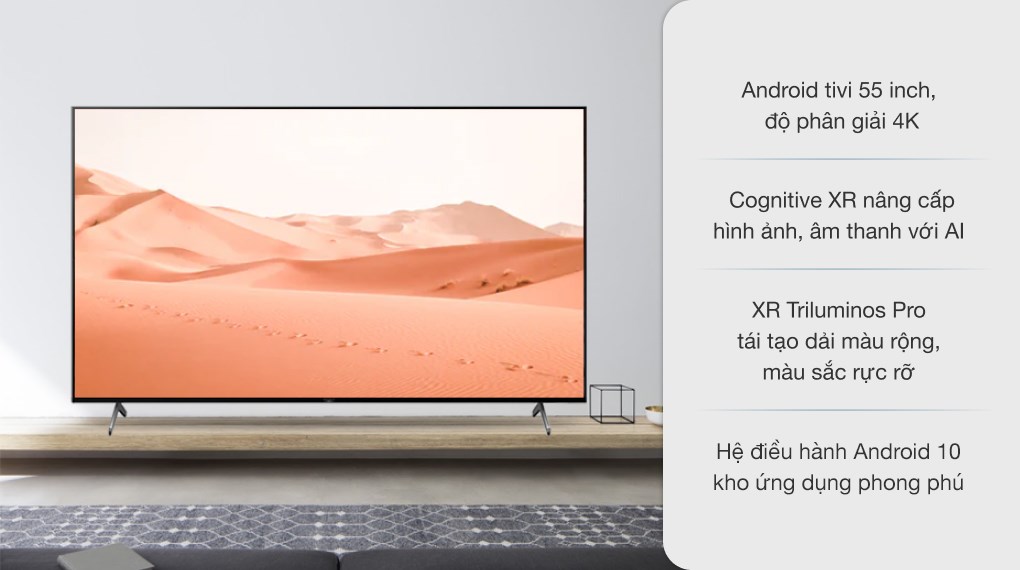 Android tivi 55 inch,
độ phân giải 4K
Cognitive XR nâng cấp
hình ảnh, âm thanh với AI
XR Triluminos Pro
tái tạo dải màu rộng,
màu sắc rực rỡ
Hệ điều hành Android 10
kho ứng dụng phong phú